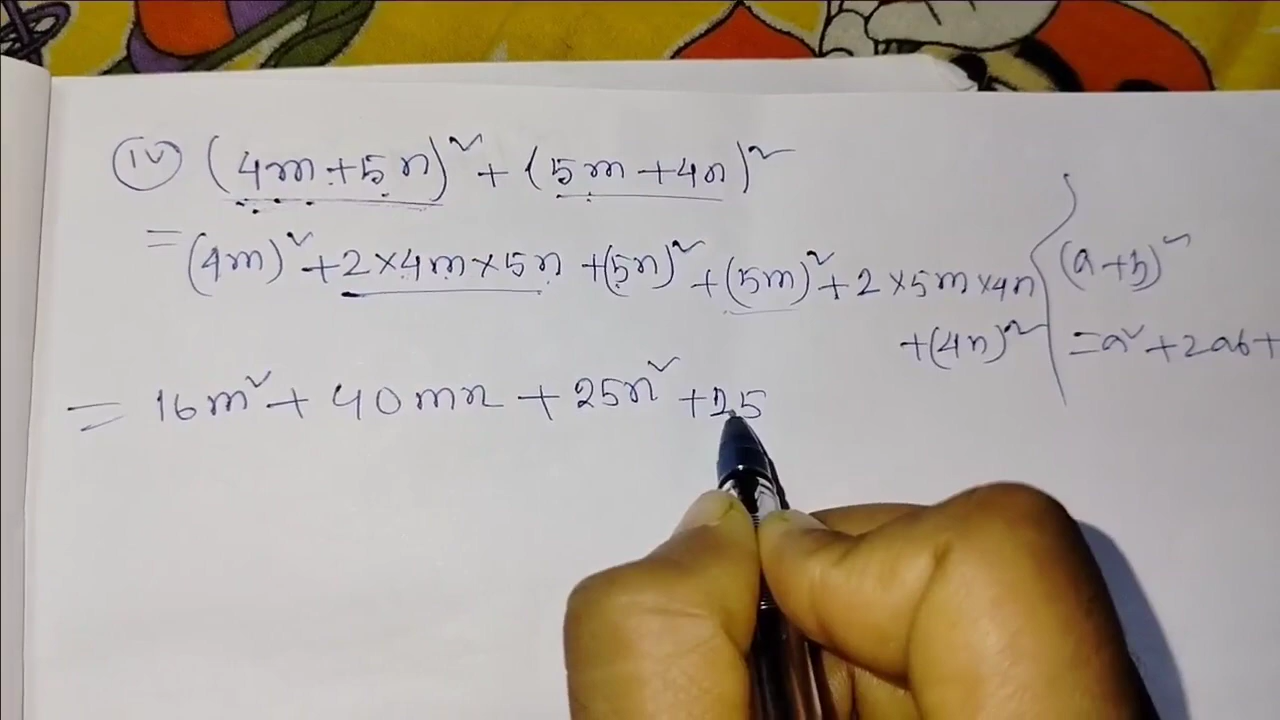 (iv) (4m+5n)² + (5m+4n)²
= (4m)² + 2×4m×5n + (5n)² + (5m)² + 2×5m×4n
+(4n)²
(a+b)²
= a² + 2ab +
= 16m² + 40mn + 25n² + 25